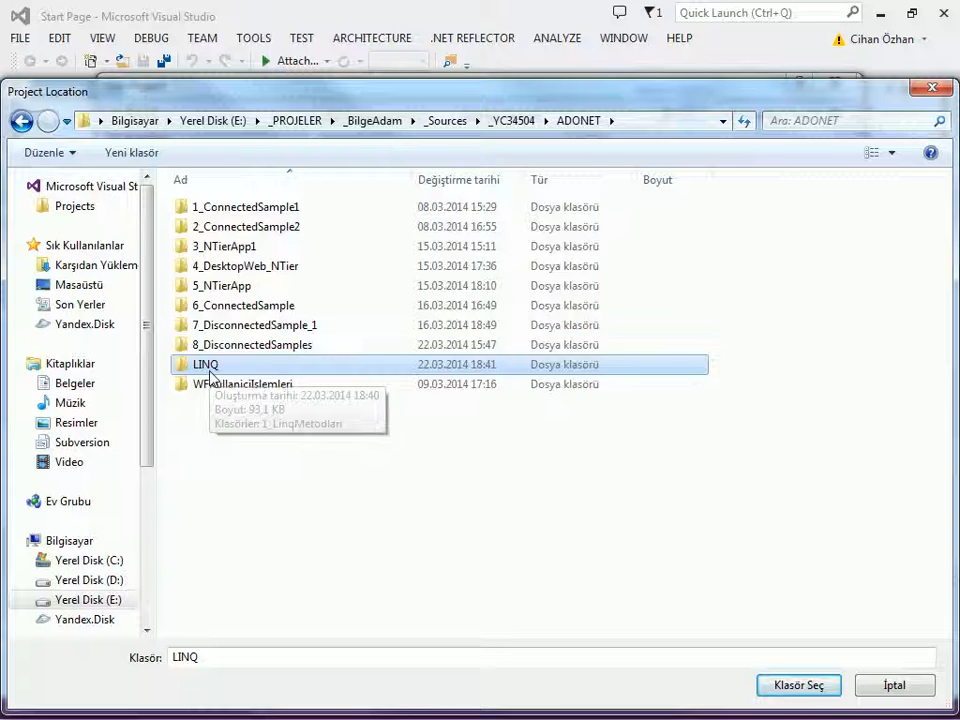 Start Page - Microsoft Visual Studio
1
Quick Launch (Ctrl+Q)
FILE EDIT VIEW DEBUG TEAM TOOLS TEST ARCHITECTURE .NET REFLECTOR ANALYZE WINDOW HELP
Cihan Özhan
Attach...
Project Location
Bilgisayar Yerel Disk (E:) _PROJELER _BilgeAdam _Sources _YC34504 ADONET
Ara: ADONET
Düzenle Yeni klasör
Ad Değiştirme tarihi Tür Boyut
Microsoft Visual St
Projects
Sık Kullanılanlar
Karşıdan Yüklem
Masaüstü
Son Yerler
Yandex.Disk
Kitaplıklar
Belgeler
Müzik
Resimler
Subversion
Video
Ev Grubu
Bilgisayar
Yerel Disk (C:)
Yerel Disk (D:)
Yerel Disk (E:)
Yandex.Disk
1_ConnectedSample1 08.03.2014 15:29 Dosya klasörü
2_ConnectedSample2 08.03.2014 16:55 Dosya klasörü
3_NTierApp1 15.03.2014 15:11 Dosya klasörü
4_DesktopWeb_NTier 15.03.2014 17:36 Dosya klasörü
5_NTierApp 15.03.2014 18:10 Dosya klasörü
6_ConnectedSample 16.03.2014 16:49 Dosya klasörü
7_DisconnectedSample_1 16.03.2014 18:49 Dosya klasörü
8_DisconnectedSamples 22.03.2014 15:47 Dosya klasörü
LINQ 22.03.2014 18:41 Dosya klasörü
WFKullaniciIslemleri 09.03.2014 17:16 Dosya klasörü
Oluşturma tarihi: 22.03.2014 18:40
Boyut: 93,1 KB
Klasörler: 1_LinqMetodlari
Klasör: LINQ
Klasör Seç İptal